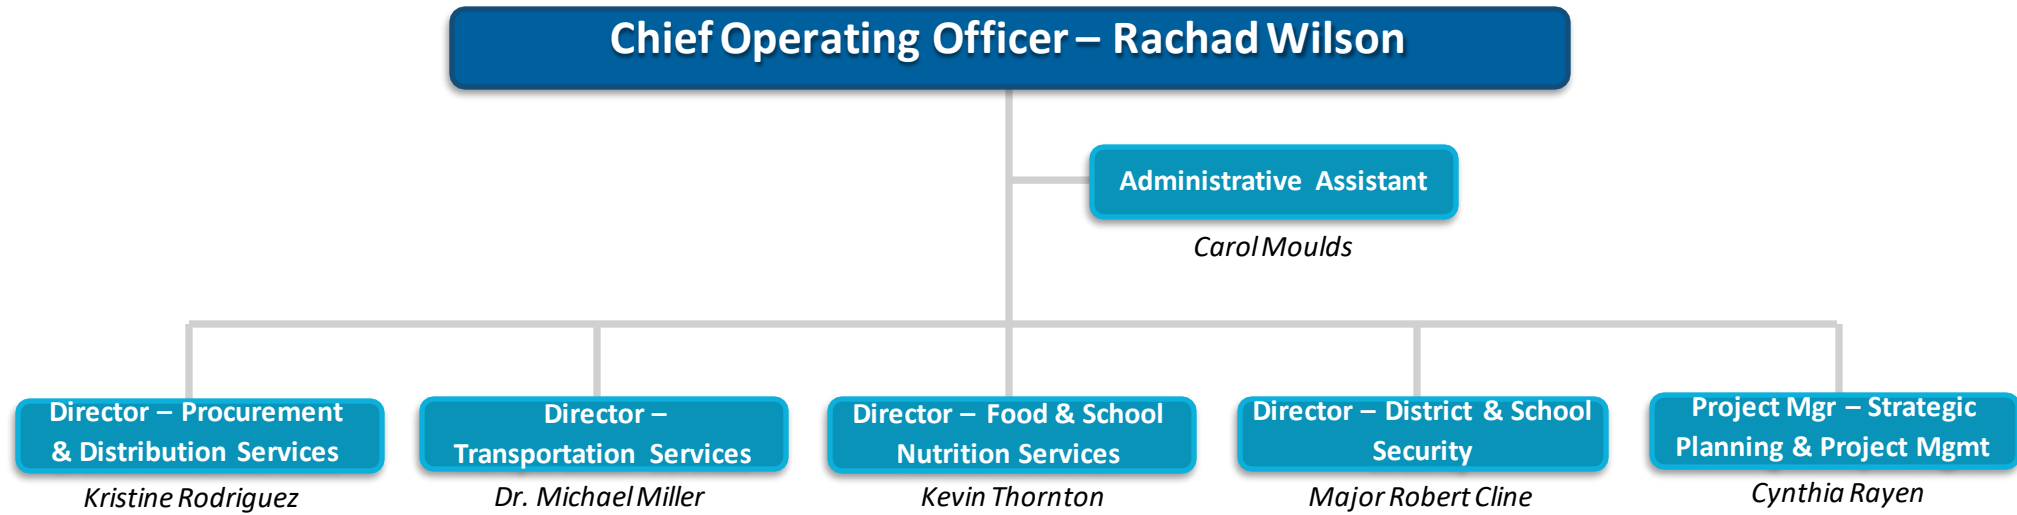 Chief Operating Officer – Rachad Wilson
Administrative Assistant
Carol Moulds
Director – Procurement
& Distribution Services
Kristine Rodriguez
Director –
Transportation Services
Dr. Michael Miller
Director – Food & School
Nutrition Services
Kevin Thornton
Director – District & School
Security
Major Robert Cline
Project Mgr – Strategic
Planning & Project Mgmt
Cynthia Rayen